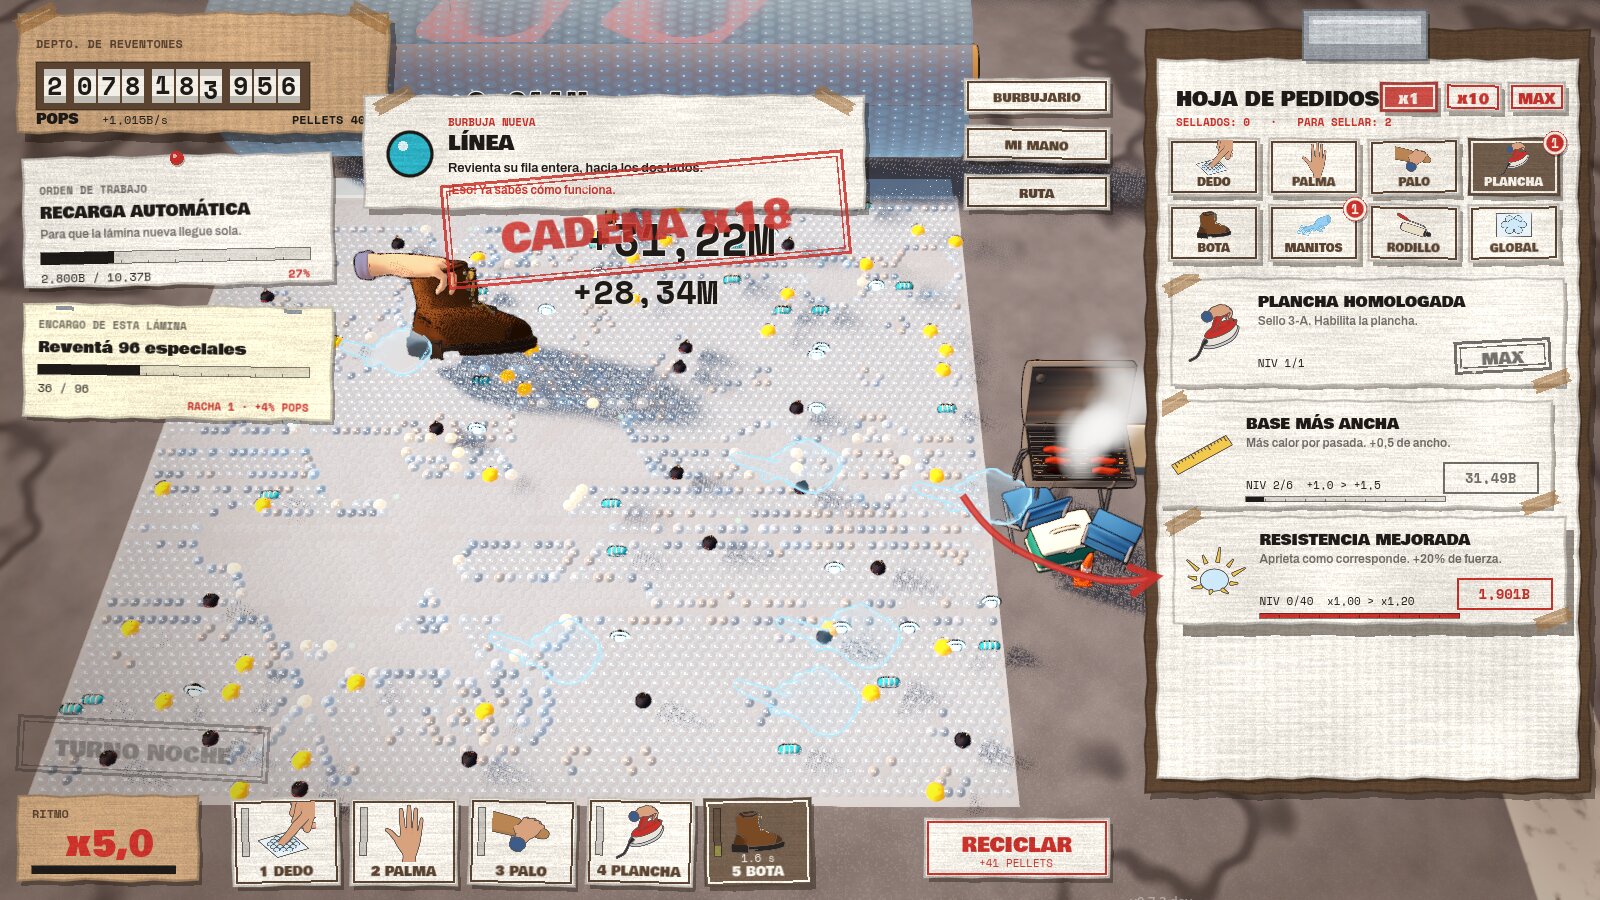 DEPTO. DE REVENTONES
2 078 183 956
POPS +1,015B/s PELLETS 40
ORDEN DE TRABAJO
RECARGA AUTOMÁTICA
Para que la lámina nueva llegue sola.
2,800B / 10,37B 27%
ENCARGO DE ESTA LÁMINA
Reventá 96 especiales
36 / 96
RACHA 1 · +4% POPS
BURBUJA NUEVA
LÍNEA
Revienta su fila entera, hacia los dos lados.
¡Eso! Ya sabés cómo funciona.
CADENA x18
+31,22M
+28,34M
BURBUJARIO
MI MANO
RUTA
HOJA DE PEDIDOS x1 x10 MAX
SELLADOS: 0 · PARA SELLAR: 2
DEDO
PALMA
PALO
1
PLANCHA
BOTA
1
MANITOS
RODILLO
GLOBAL
PLANCHA HOMOLOGADA
Sello 3-A. Habilita la plancha.
NIV 1/1
MAX
BASE MÁS ANCHA
Más calor por pasada. +0,5 de ancho.
NIV 2/6 +1,0 > +1,5
31,49B
RESISTENCIA MEJORADA
Aprieta como corresponde. +20% de fuerza.
NIV 0/40 x1,00 > x1,20
1,901B
TURNO NOCHE
RITMO
x5,0
1 DEDO
2 PALMA
3 PALO
4 PLANCHA
1.6 s
5 BOTA
RECICLAR
+41 PELLETS